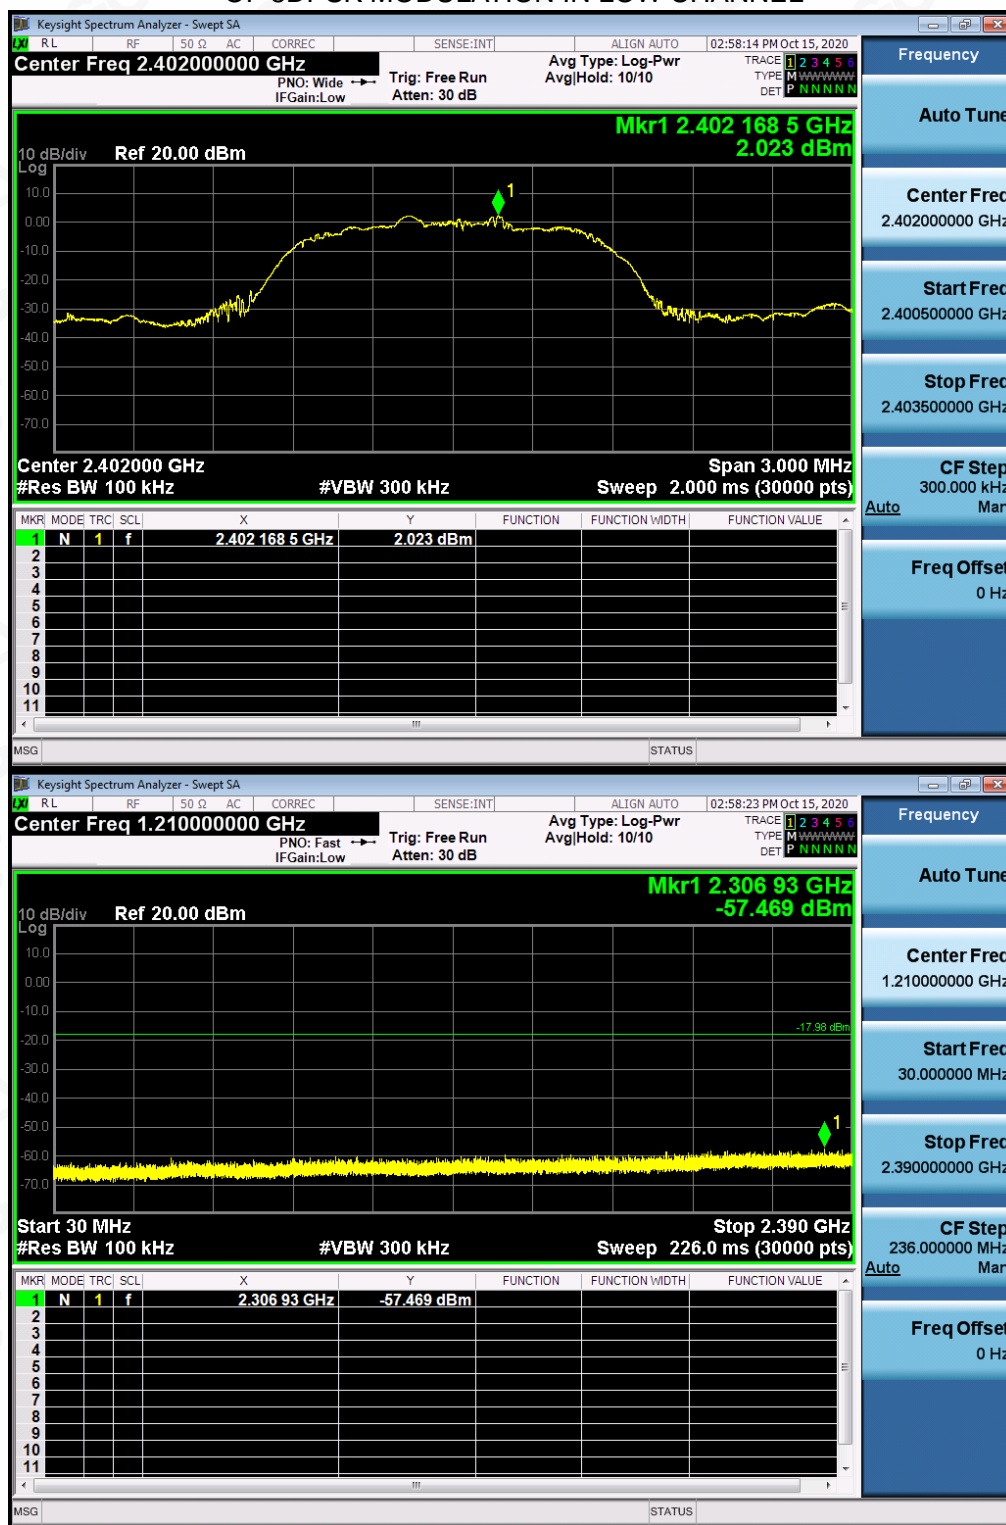 OF 8DPSK MODULATION IN LOW CHANNEL
Keysight Spectrum Analyzer - Swept SA
LXI RL RF 50 Ω AC CORREC SENSE:INT ALIGN AUTO 02:58:14 PM Oct 15, 2020
Center Freq 2.402000000 GHz
PNO: Wide
IFGain:Low
Trig: Free Run
Atten: 30 dB
Avg Type: Log-Pwr
Avg|Hold: 10/10
TRACE 1 2 3 4 5 6
TYPE M WWWWW
DET P N N N N N
Mkr1 2.402 168 5 GHz
2.023 dBm
10 dB/div Ref 20.00 dBm
Log
10.0
0.00
-10.0
-20.0
-30.0
-40.0
-50.0
-60.0
-70.0
1
Center 2.402000 GHz Span 3.000 MHz
#Res BW 100 kHz #VBW 300 kHz Sweep 2.000 ms (30000 pts)
MKR MODE TRC SCL X Y FUNCTION FUNCTION WIDTH FUNCTION VALUE
1 N 1 f 2.402 168 5 GHz 2.023 dBm
2
3
4
5
6
7
8
9
10
11
MSG STATUS
Frequency
Auto Tune
Center Freq
2.402000000 GHz
Start Freq
2.400500000 GHz
Stop Freq
2.403500000 GHz
CF Step
300.000 kHz
Auto Man
Freq Offset
0 Hz
Keysight Spectrum Analyzer - Swept SA
LXI RL RF 50 Ω AC CORREC SENSE:INT ALIGN AUTO 02:58:23 PM Oct 15, 2020
Center Freq 1.210000000 GHz
PNO: Fast
IFGain:Low
Trig: Free Run
Atten: 30 dB
Avg Type: Log-Pwr
Avg|Hold: 10/10
TRACE 1 2 3 4 5 6
TYPE M WWWWW
DET P N N N N N
Mkr1 2.306 93 GHz
-57.469 dBm
10 dB/div Ref 20.00 dBm
Log
10.0
0.00
-10.0
-20.0
-30.0
-40.0
-50.0
-60.0
-70.0
-17.98 dBm
1
Start 30 MHz Stop 2.390 GHz
#Res BW 100 kHz #VBW 300 kHz Sweep 226.0 ms (30000 pts)
MKR MODE TRC SCL X Y FUNCTION FUNCTION WIDTH FUNCTION VALUE
1 N 1 f 2.306 93 GHz -57.469 dBm
2
3
4
5
6
7
8
9
10
11
MSG STATUS
Frequency
Auto Tune
Center Freq
1.210000000 GHz
Start Freq
30.000000 MHz
Stop Freq
2.390000000 GHz
CF Step
236.000000 MHz
Auto Man
Freq Offset
0 Hz